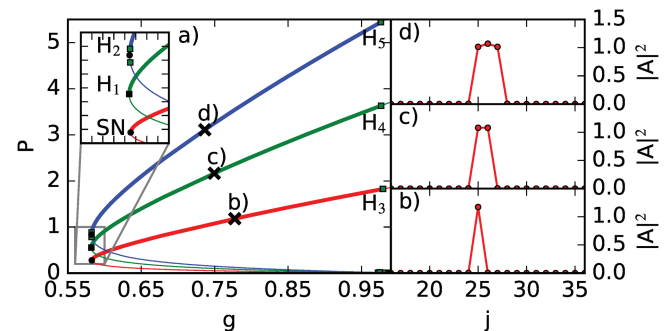 a)
H₂
H₁
SN
H₅
H₄
H₃
d)
c)
b)
5
4
3
2
1
0
P
0.55
0.65
0.75
0.85
0.95
g
d)
1.5
1.0
0.5
0.0
|A|²
c)
1.0
0.5
0.0
|A|²
b)
1.0
0.5
0.0
|A|²
20
25
30
35
j